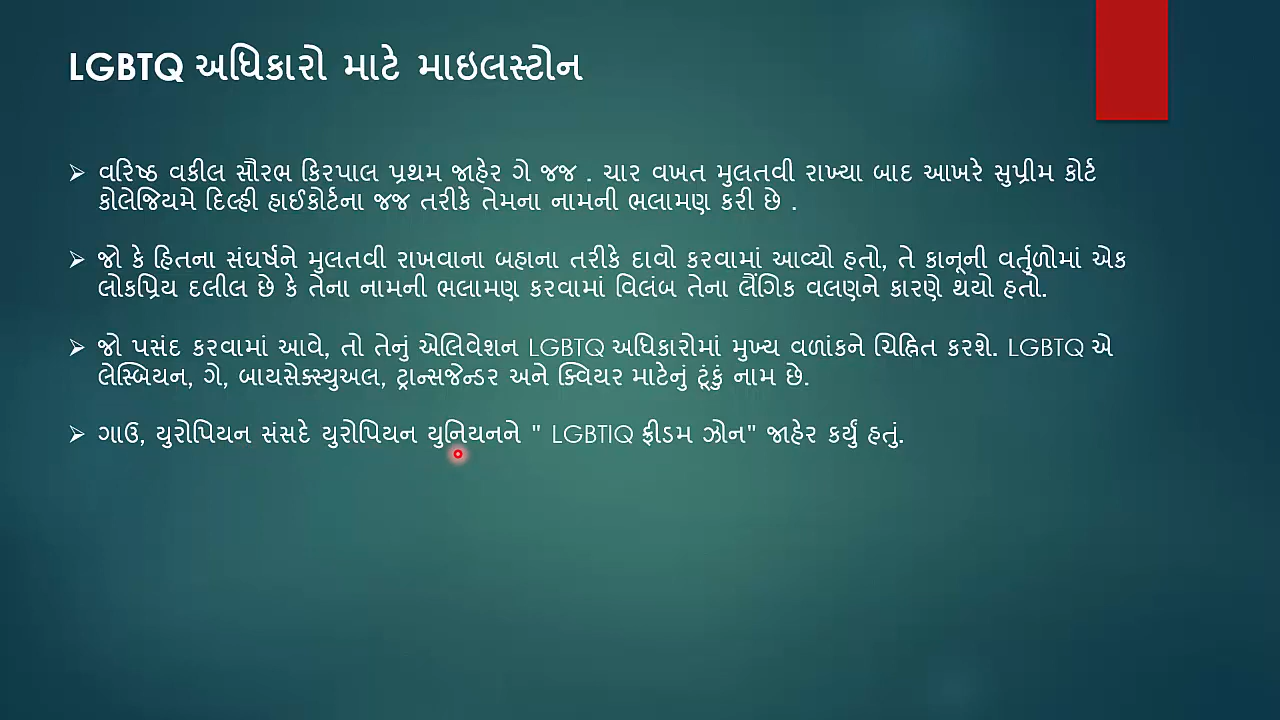 LGBTQ અધિકારો માટે માઇલસ્ટોન
વરિષ્ઠ વકીલ સૌરભ કિરપાલ પ્રથમ જાહેર ગે જજ . ચાર વખત મુલતવી રાખ્યા બાદ આખરે સુપ્રીમ કોર્ટ
કોલેજિયમે દિલ્હી હાઈકોર્ટના જજ તરીકે તેમના નામની ભલામણ કરી છે .
જો કે હિતના સંઘર્ષને મુલતવી રાખવાના બહાના તરીકે દાવો કરવામાં આવ્યો હતો, તે કાનૂની વર્તુળોમાં એક
લોકપ્રિય દલીલ છે કે તેના નામની ભલામણ કરવામાં વિલંબ તેના લૈંગિક વલણને કારણે થયો હતો.
જો પસંદ કરવામાં આવે, તો તેનું એલિવેશન LGBTQ અધિકારોમાં મુખ્ય વળાંકને ચિહ્નિત કરશે. LGBTQ એ
લેસ્બિયન, ગે, બાયસેક્સ્યુઅલ, ટ્રાન્સજેન્ડર અને ક્વિયર માટેનું ટૂંકું નામ છે.
ગાઉ, યુરોપિયન સંસદે યુરોપિયન યુનિયનને " LGBTIQ ફ્રીડમ ઝોન" જાહેર કર્યું હતું.